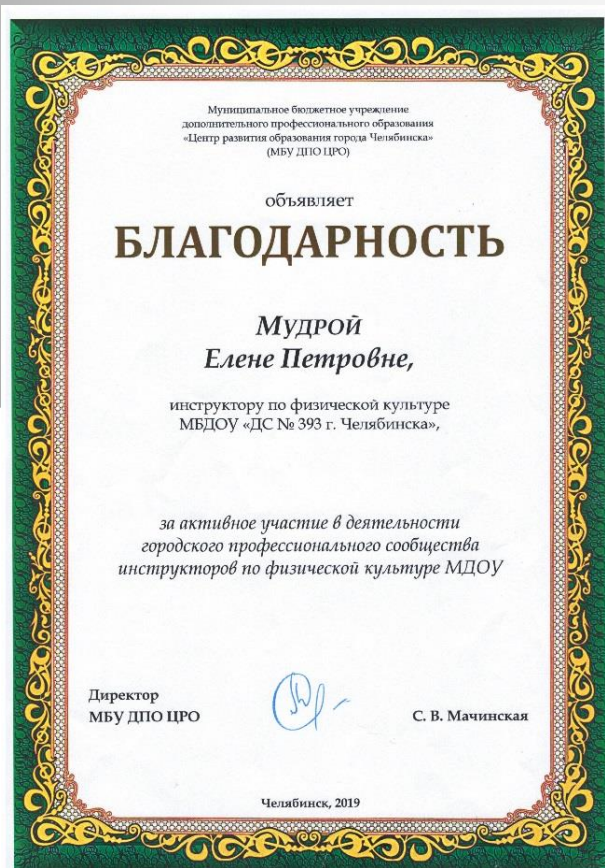 Муниципальное бюджетное учреждение
дополнительного профессионального образования
«Центр развития образования города Челябинска»
(МБУ ДПО ЦРО)
объявляет
БЛАГОДАРНОСТЬ
МУДРОЙ
Елене Петровне,
инструктору по физической культуре
МБДОУ «ДС № 393 г. Челябинска»,
за активное участие в деятельности
городского профессионального сообщества
инструкторов по физической культуре МДОУ
Директор
МБУ ДПО ЦРО
С. В. Мачинская
Челябинск, 2019